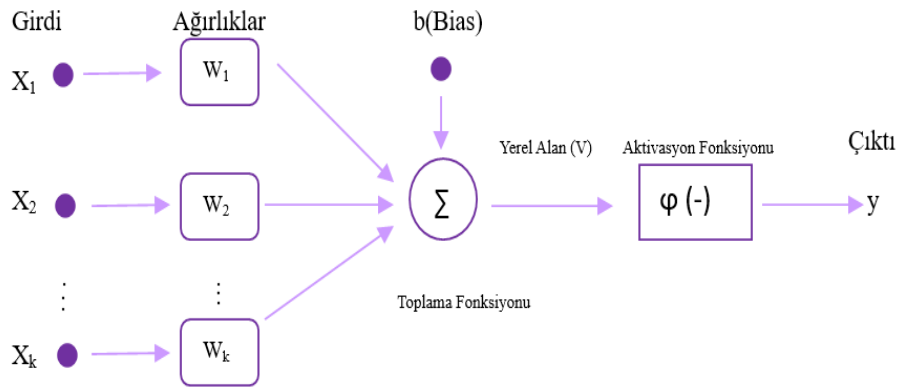 Girdi
Ağırlıklar
b(Bias)
X1
W1
Yerel Alan (V)
Aktivasyon Fonksiyonu
Çıktı
X2
W2
∑
φ (-)
y
⋮
⋮
Toplama Fonksiyonu
Xk
Wk